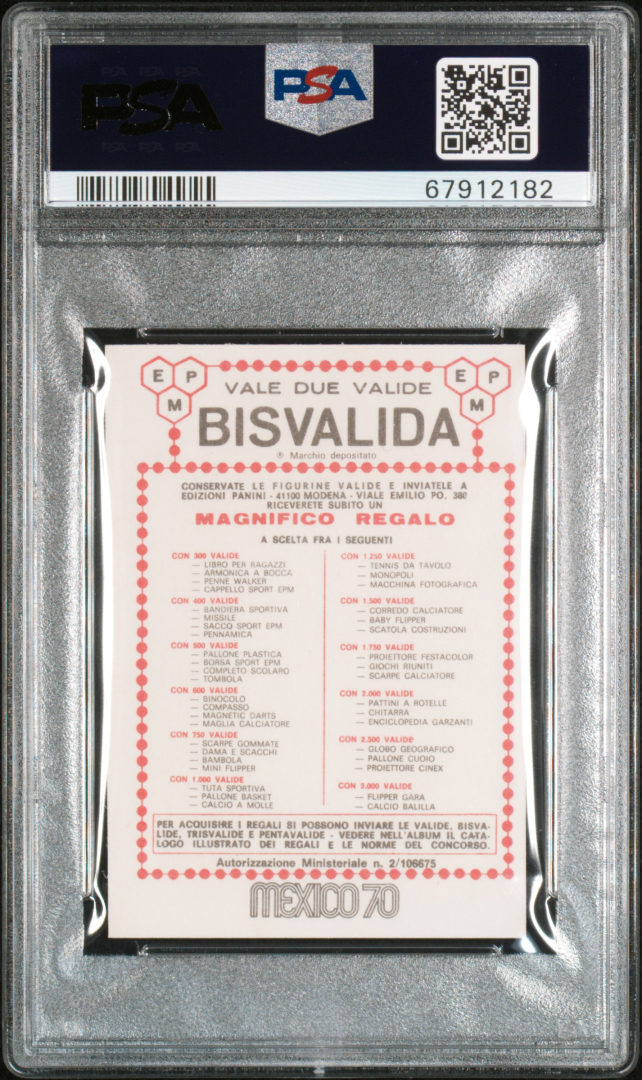 PSA
PSA
67912182
E P M
E P M
VALE DUE VALIDE
BISVALIDA
® Marchio depositato
CONSERVATE LE FIGURINE VALIDE E INVIATELE A
EDIZIONI PANINI - 41100 MODENA - VIALE EMILIO PO, 380
RICEVERETE SUBITO UN
MAGNIFICO REGALO
A SCELTA FRA I SEGUENTI
CON 300 VALIDE
— LIBRO PER RAGAZZI
— ARMONICA A BOCCA
— PENNE WALKER
— CAPPELLO SPORT EPM
CON 400 VALIDE
— BANDIERA SPORTIVA
— MISSILE
— SACCO SPORT EPM
— PENNAMICA
CON 500 VALIDE
— PALLONE PLASTICA
— BORSA SPORT EPM
— COMPLETO SCOLARO
— TOMBOLA
CON 600 VALIDE
— SINOCOLO
— COMPASSO
— MAGNETIC DARTS
— MAGLIA CALCIATORE
CON 750 VALIDE
— SCARPE GOMMATE
— DAMA E SCACCHI
— BAMBOLA
— MINI FLIPPER
CON 1.000 VALIDE
— TUTA SPORTIVA
— PALLONE BASKET
— CALCIO A MOLLE
CON 1 250 VALIDE
— TENNIS DA TAVOLO
— MONOPOLI
— MACCHINA FOTOGRAFICA
CON 1.500 VALIDE
— CORREDO CALCIATORE
— BABY FLIPPER
— SCATOLA COSTRUZIONI
CON 1.750 VALIDE
— PROIETTORE FESTACOLOR
— GIOCHI RIUNITI
— SCARPE CALCIATORE
CON 2.000 VALIDE
— PATTINI A ROTELLE
— CHITARRA
— ENCICLOPEDIA GARZANTI
CON 2.500 VALIDE
— GLOBO GEOGRAFICO
— PALLONE CUOIO
— PROIETTORE CINEX
CON 3.000 VALIDE
— FLIPPER GARA
— CALCIO BALILLA
PER ACQUISIRE I REGALI SI POSSONO INVIARE LE VALIDE, BISVA-
LIDE, TRISVALIDE E PENTAVALIDE - VEDERE NELL'ALBUM IL CATA-
LOGO ILLUSTRATO DEI REGALI E LE NORME DEL CONCORSO.
Autorizzazione Ministeriale n. 2/106675
MEXICO 70